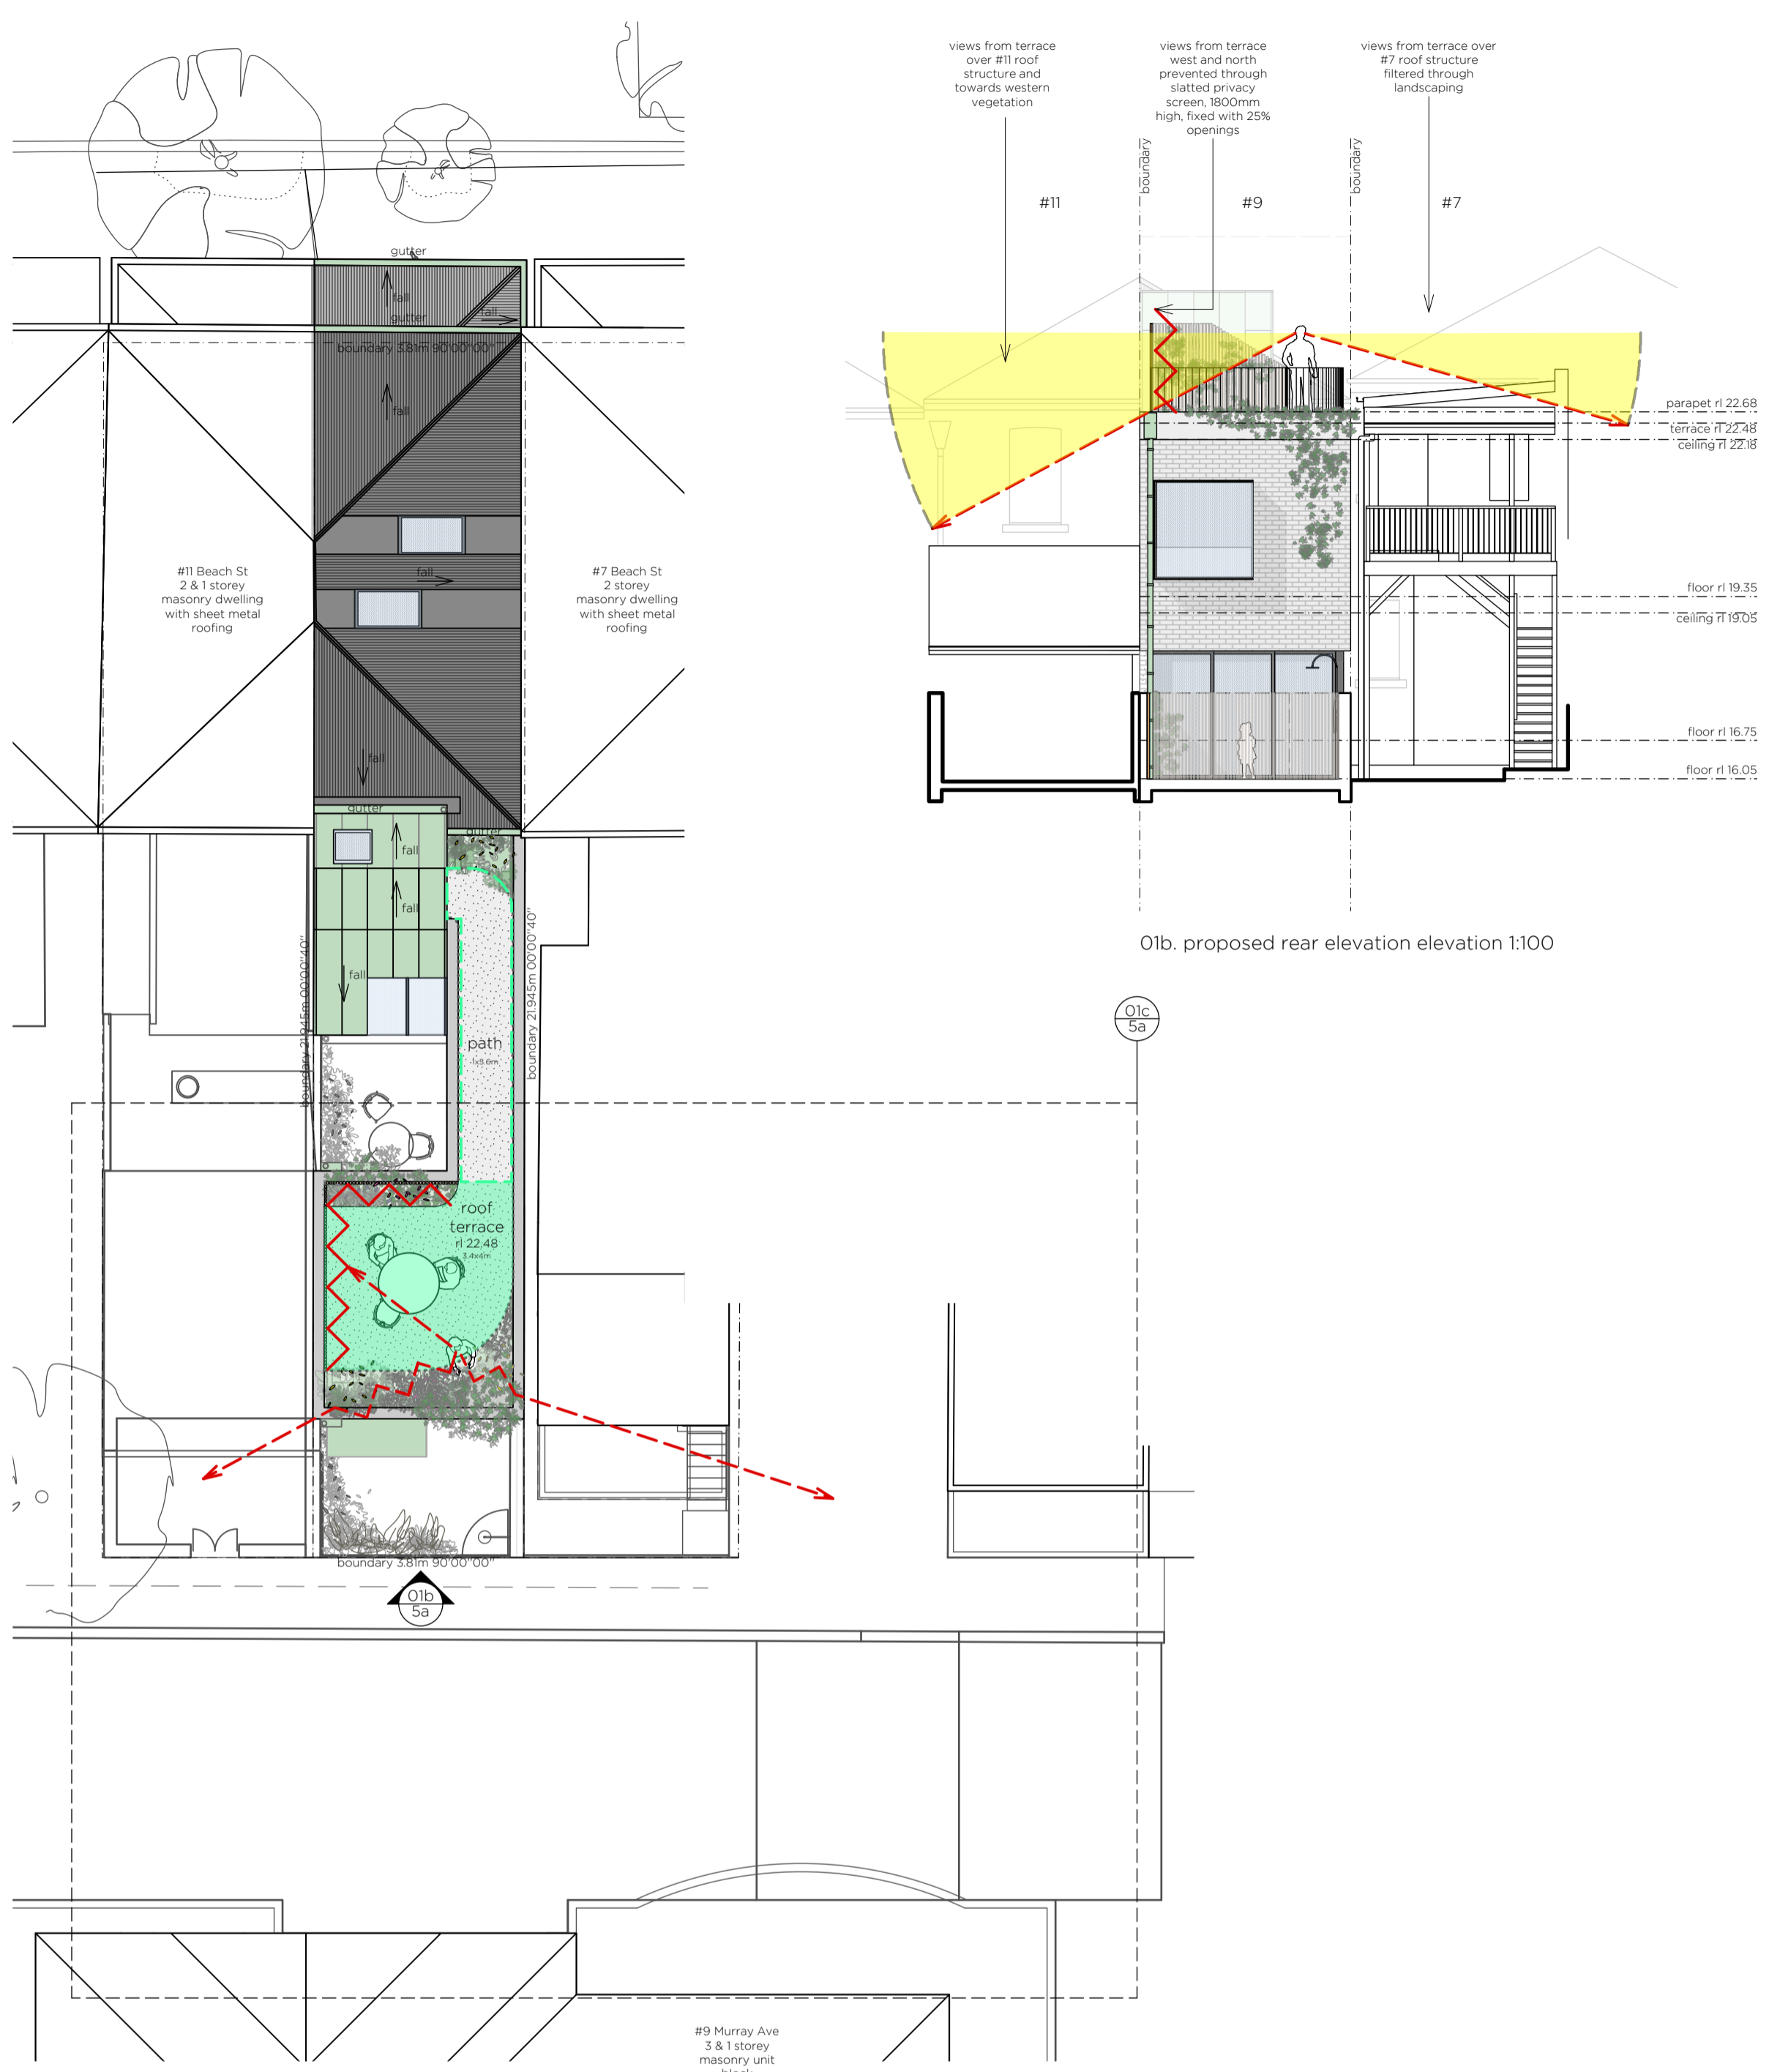 views from terrace
over #11 roof
structure and
towards western
vegetation
views from terrace
west and north
prevented through
slatted privacy
screen, 1800mm
high, fixed with 25%
openings
views from terrace over
#7 roof structure
filtered through
landscaping
boundary
boundary
#11
#9
#7
parapet rl 22.68
terrace rl 22.48
ceiling rl 22.18
floor rl 19.35
ceiling rl 19.05
floor rl 16.75
floor rl 16.05
01b. proposed rear elevation elevation 1:100
gutter
fall
fall
gutter
boundary 3.81m 90'00"00"
fall
#11 Beach St
2 & 1 storey
masonry dwelling
with sheet metal
roofing
fall
#7 Beach St
2 storey
masonry dwelling
with sheet metal
roofing
fall
gutter
gutter
fall
fall
fall
boundary 21.945m 00'00"40"
boundary 21.945m 00'00"40"
path
roof
terrace
rl 22.48
3.4x4m
01c
5a
boundary 3.81m 90'00"00"
01b
5a
#9 Murray Ave
3 & 1 storey
masonry unit